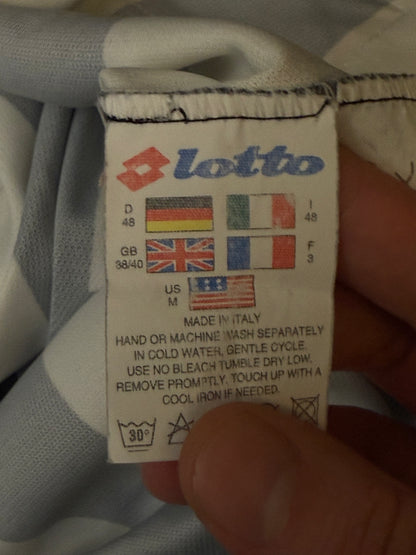 lotto
D
48
I
48
GB
38/40
F
3
US
M
MADE IN ITALY
HAND OR MACHINE WASH SEPARATELY
IN COLD WATER, GENTLE CYCLE.
USE NO BLEACH TUMBLE DRY LOW.
REMOVE PROMPTLY, TOUCH UP WITH A
COOL IRON IF NEEDED.
30°